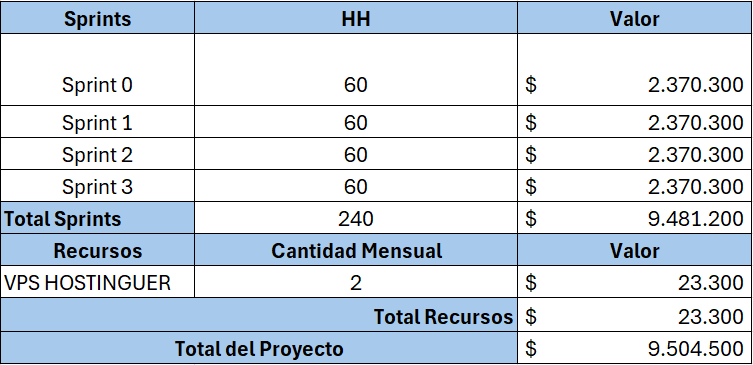 Sprints HH Valor
Sprint 0 60 $ 2.370.300
Sprint 1 60 $ 2.370.300
Sprint 2 60 $ 2.370.300
Sprint 3 60 $ 2.370.300
Total Sprints 240 $ 9.481.200
Recursos Cantidad Mensual Valor
VPS HOSTINGUER 2 $ 23.300
Total Recursos $ 23.300
Total del Proyecto $ 9.504.500